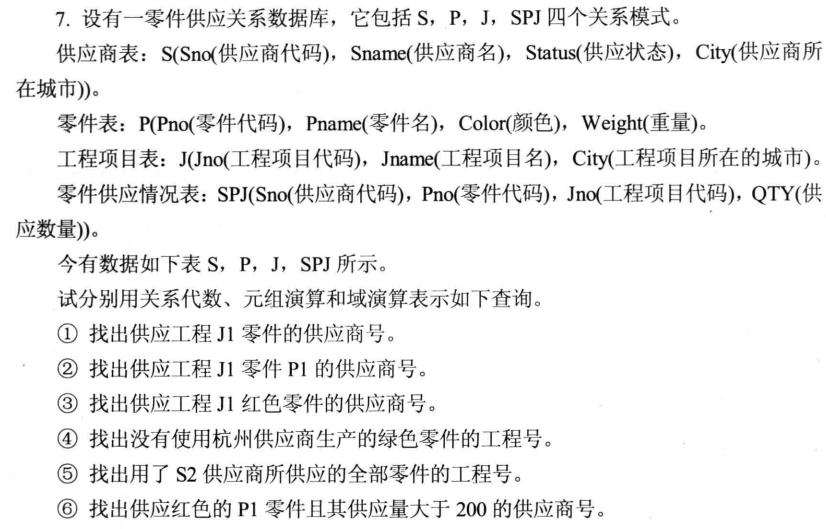 7. 设有一零件供应关系数据库，它包括 S，P，J，SPJ 四个关系模式。
供应商表：S(Sno(供应商代码)，Sname(供应商名)，Status(供应状态)，City(供应商所
在城市))。
零件表：P(Pno(零件代码)，Pname(零件名)，Color(颜色)，Weight(重量)。
工程项目表：J(Jno(工程项目代码)，Jname(工程项目名)，City(工程项目所在的城市)。
零件供应情况表：SPJ(Sno(供应商代码)，Pno(零件代码)，Jno(工程项目代码)，QTY(供
应数量))。
今有数据如下表 S，P，J，SPJ 所示。
试分别用关系代数、元组演算和域演算表示如下查询。
① 找出供应工程 J1 零件的供应商号。
② 找出供应工程 J1 零件 P1 的供应商号。
③ 找出供应工程 J1 红色零件的供应商号。
④ 找出没有使用杭州供应商生产的绿色零件的工程号。
⑤ 找出用了 S2 供应商所供应的全部零件的工程号。
⑥ 找出供应红色的 P1 零件且其供应量大于 200 的供应商号。